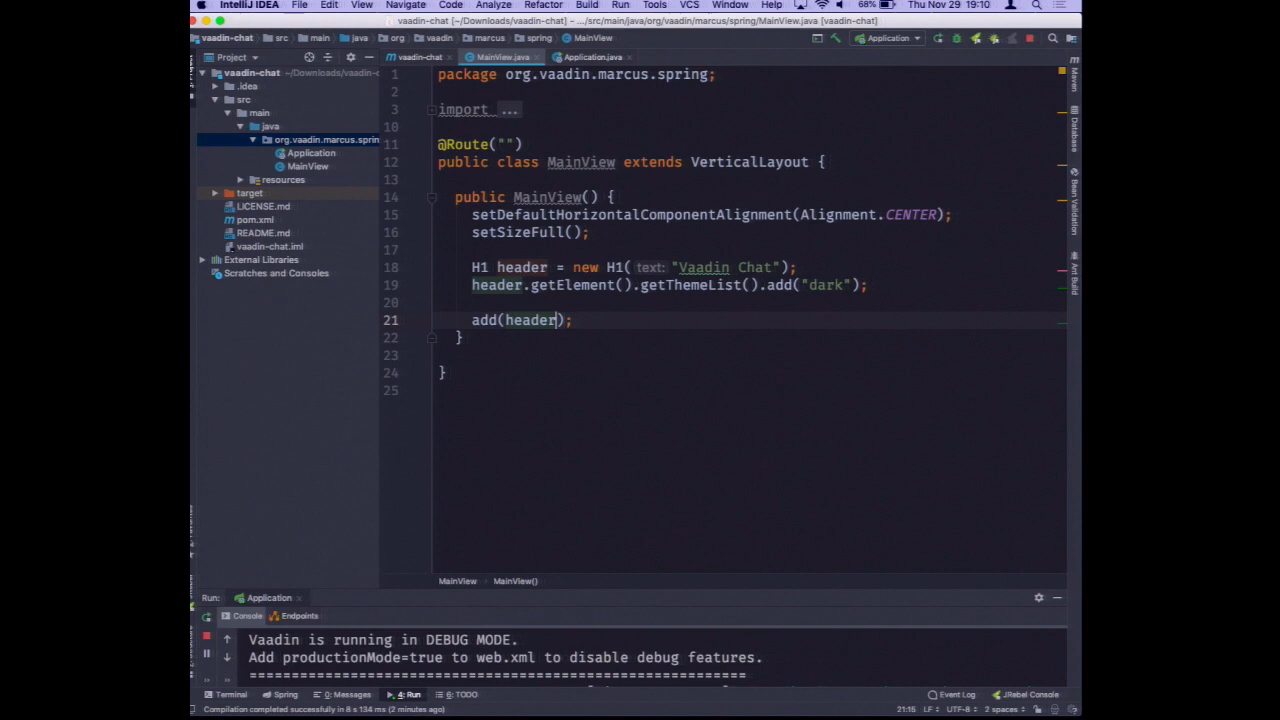 IntelliJ IDEA File Edit View Navigate Code Analyze Refactor Build Run Tools VCS Window Help 68% Thu Nov 29 19:10
vaadin-chat [~/Downloads/vaadin-chat] - .../src/main/java/org/vaadin/marcus/spring/MainView.java [vaadin-chat]
vaadin-chat src main java org vaadin marcus spring MainView Application
Project vaadin-chat MainView.java Application.java
vaadin-chat ~/Downloads/vaadin-c
.idea
src
main
java
org.vaadin.marcus.sprin
Application
MainView
resources
target
LICENSE.md
pom.xml
README.md
vaadin-chat.iml
External Libraries
Scratches and Consoles
1 package org.vaadin.marcus.spring;
2
3 import ...
10
11 @Route("")
12 public class MainView extends VerticalLayout {
13
14 public MainView() {
15 setDefaultHorizontalComponentAlignment(Alignment.CENTER);
16 setSizeFull();
17
18 H1 header = new H1( text: "Vaadin Chat");
19 header.getElement().getThemeList().add("dark");
20
21 add(header);
22 }
23
24 }
25
Maven
Database
Bean Validation
Ant Build
MainView MainView()
Run: Application
Console Endpoints
Vaadin is running in DEBUG MODE.
Add productionMode=true to web.xml to disable debug features.
===========================================================
Terminal Spring 0: Messages 4: Run 6: TODO Event Log JRebel Console
Compilation completed successfully in 8 s 134 ms (2 minutes ago) 21:15 LF UTF-8 2 spaces